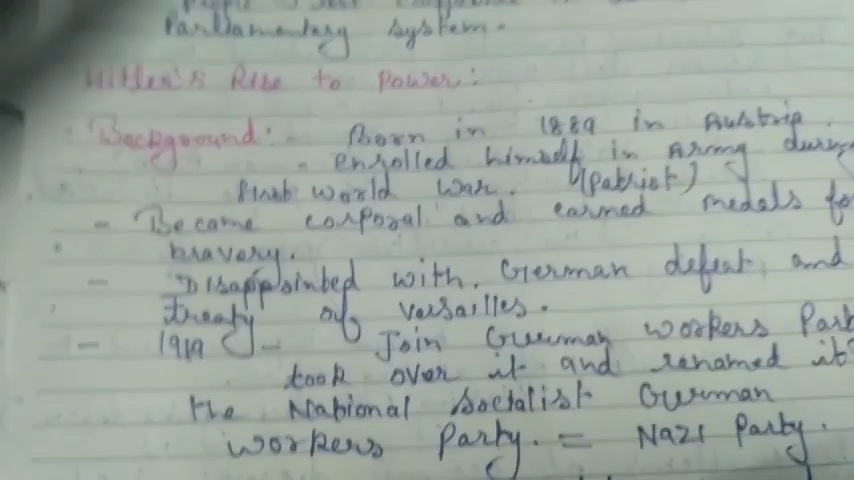 Parliamentary system.
Hitler's Rise to Power:
Background:- Born in 1889 in Austria.
- enrolled himself in Army during
First world war. (Patriot)
- Became corporal and earned medals for
bravery.
- Disappointed with German defeat and
treaty of Versailles.
- 1919 - Join German workers Party
took over it and renamed it
the National Socialist German
workers Party. = Nazi Party.